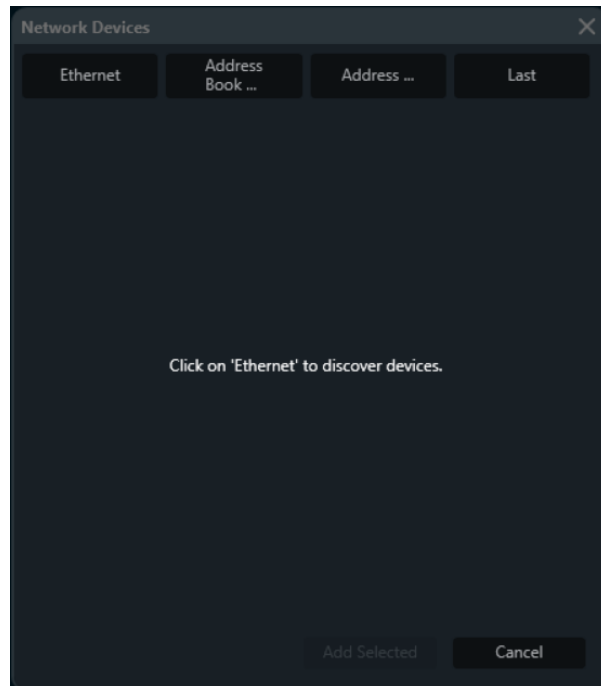 Network Devices
Ethernet
Address
Book ...
Address ...
Last
Click on 'Ethernet' to discover devices.
Add Selected
Cancel